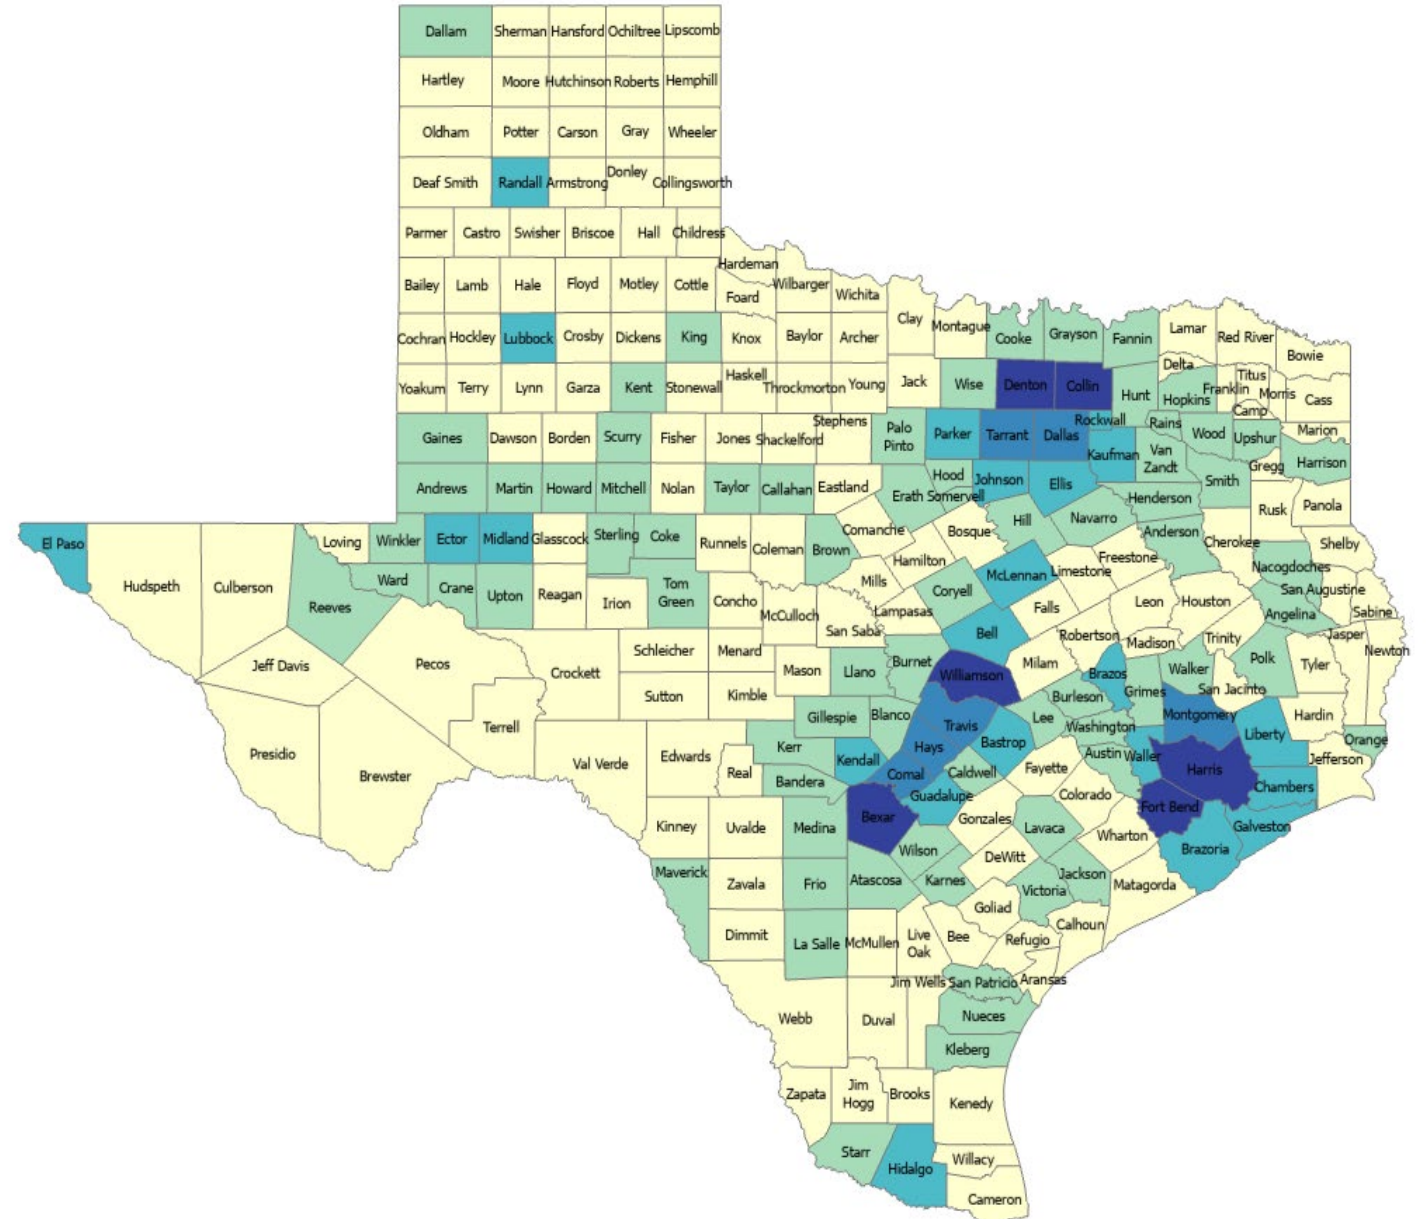 Dallam Sherman Hansford Ochiltree Lipscomb
Hartley Moore Hutchinson Roberts Hemphill
Oldham Potter Carson Gray Wheeler
Deaf Smith Randall Armstrong Donley Collingsworth
Parmer Castro Swisher Briscoe Hall Childress
Hardeman
Bailey Lamb Hale Floyd Motley Cottle Foard Wilbarger Wichita
Clay Montague Cooke Grayson Fannin Lamar Red River Bowie
Cochran Hockley Lubbock Crosby Dickens King Knox Baylor Archer
Delta Titus
Yoakum Terry Lynn Garza Kent Stonewall Haskell Throckmorton Young Jack Wise Denton Collin Hunt Hopkins Franklin Morris Cass
Camp
Gaines Dawson Borden Scurry Fisher Jones Shackelford Stephens Palo
Pinto Parker Tarrant Dallas Rockwall Rains Wood Upshur Marion
Kaufman Van
Zandt Gregg Harrison
Andrews Martin Howard Mitchell Nolan Taylor Callahan Eastland Erath Hood Somervell Johnson Ellis Henderson Smith Rusk Panola
El Paso Hudspeth Culberson Loving Winkler Ector Midland Glasscock Sterling Coke Runnels Coleman Brown Comanche Bosque Hill Navarro Anderson Cherokee Shelby
Hamilton Freestone Nacogdoches
Reeves Ward Crane Upton Reagan Irion Tom
Green Concho McCulloch Mills Lampasas Coryell McLennan Limestone Falls Leon Houston Angelina San Augustine Sabine
San Saba Bell Robertson Madison Trinity Jasper Newton
Jeff Davis Pecos Crockett Schleicher Menard Mason Llano Burnet Williamson Milam Brazos Grimes Walker San Jacinto Polk Tyler
Sutton Kimble Burleson
Presidio Brewster Terrell Val Verde Edwards Real Kerr Gillespie Blanco Travis Lee Washington Montgomery Liberty Hardin Orange
Kendall Hays Bastrop Austin Waller Harris Jefferson
Bandera Comal Caldwell Fayette Chambers
Guadalupe Colorado Fort Bend
Kinney Uvalde Medina Bexar Gonzales Lavaca Wharton Brazoria Galveston
Wilson DeWitt
Maverick Zavala Frio Atascosa Karnes Victoria Jackson Matagorda
Goliad
Dimmit La Salle McMullen Live
Oak Bee Refugio Calhoun
Jim Wells San Patricio Aransas
Webb Duval Nueces
Kleberg
Zapata Jim
Hogg Brooks Kenedy
Starr Hidalgo Willacy
Cameron